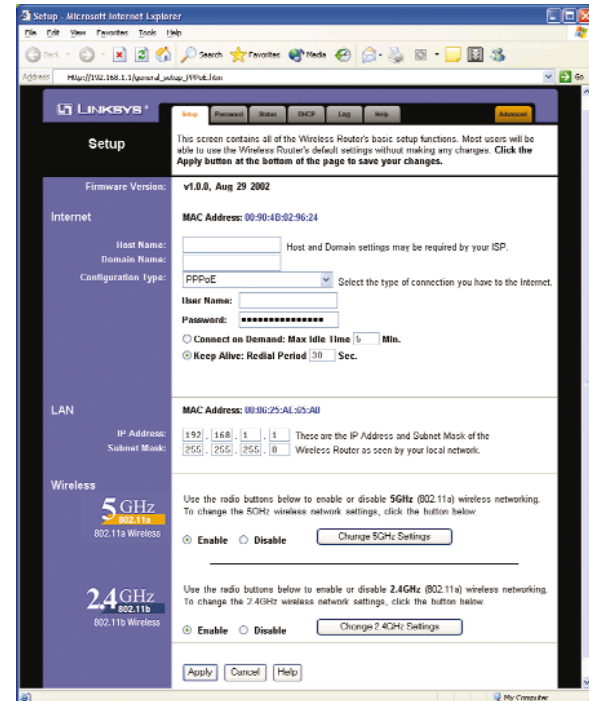 Setup - Microsoft Internet Explorer
File Edit View Favorites Tools Help
Back Search Favorites Media
Address Http://192.168.1.1/general_setup_PPPoE.htm Go
LINKSYS®
Setup Password Status DHCP Log Help Advanced
Setup
This screen contains all of the Wireless Router's basic setup functions. Most users will be
able to use the Wireless Router's default settings without making any changes. Click the
Apply button at the bottom of the page to save your changes.
Firmware Version: v1.0.0, Aug 29 2002
Internet MAC Address: 00:90:4B:02:96:24
Host Name: Host and Domain settings may be required by your ISP.
Domain Name:
Configuration Type: PPPoE Select the type of connection you have to the Internet.
User Name:
Password: ●●●●●●●●●●●●●●●
Connect on Demand: Max Idle Time 5 Min.
Keep Alive: Redial Period 30 Sec.
LAN MAC Address: 00:06:25:AE:65:A0
IP Address: 192 . 168 . 1 . 1 These are the IP Address and Subnet Mask of the
Subnet Mask: 255 . 255 . 255 . 0 Wireless Router as seen by your local network.
Wireless
5 GHz
802.11a
802.11a Wireless
Use the radio buttons below to enable or disable 5GHz (802.11a) wireless networking.
To change the 5GHz wireless network settings, click the button below.
Enable Disable Change 5GHz Settings
2.4 GHz
802.11b
802.11b Wireless
Use the radio buttons below to enable or disable 2.4GHz (802.11a) wireless networking.
To change the 2.4GHz wireless network settings, click the button below.
Enable Disable Change 2.4GHz Settings
Apply Cancel Help
My Computer